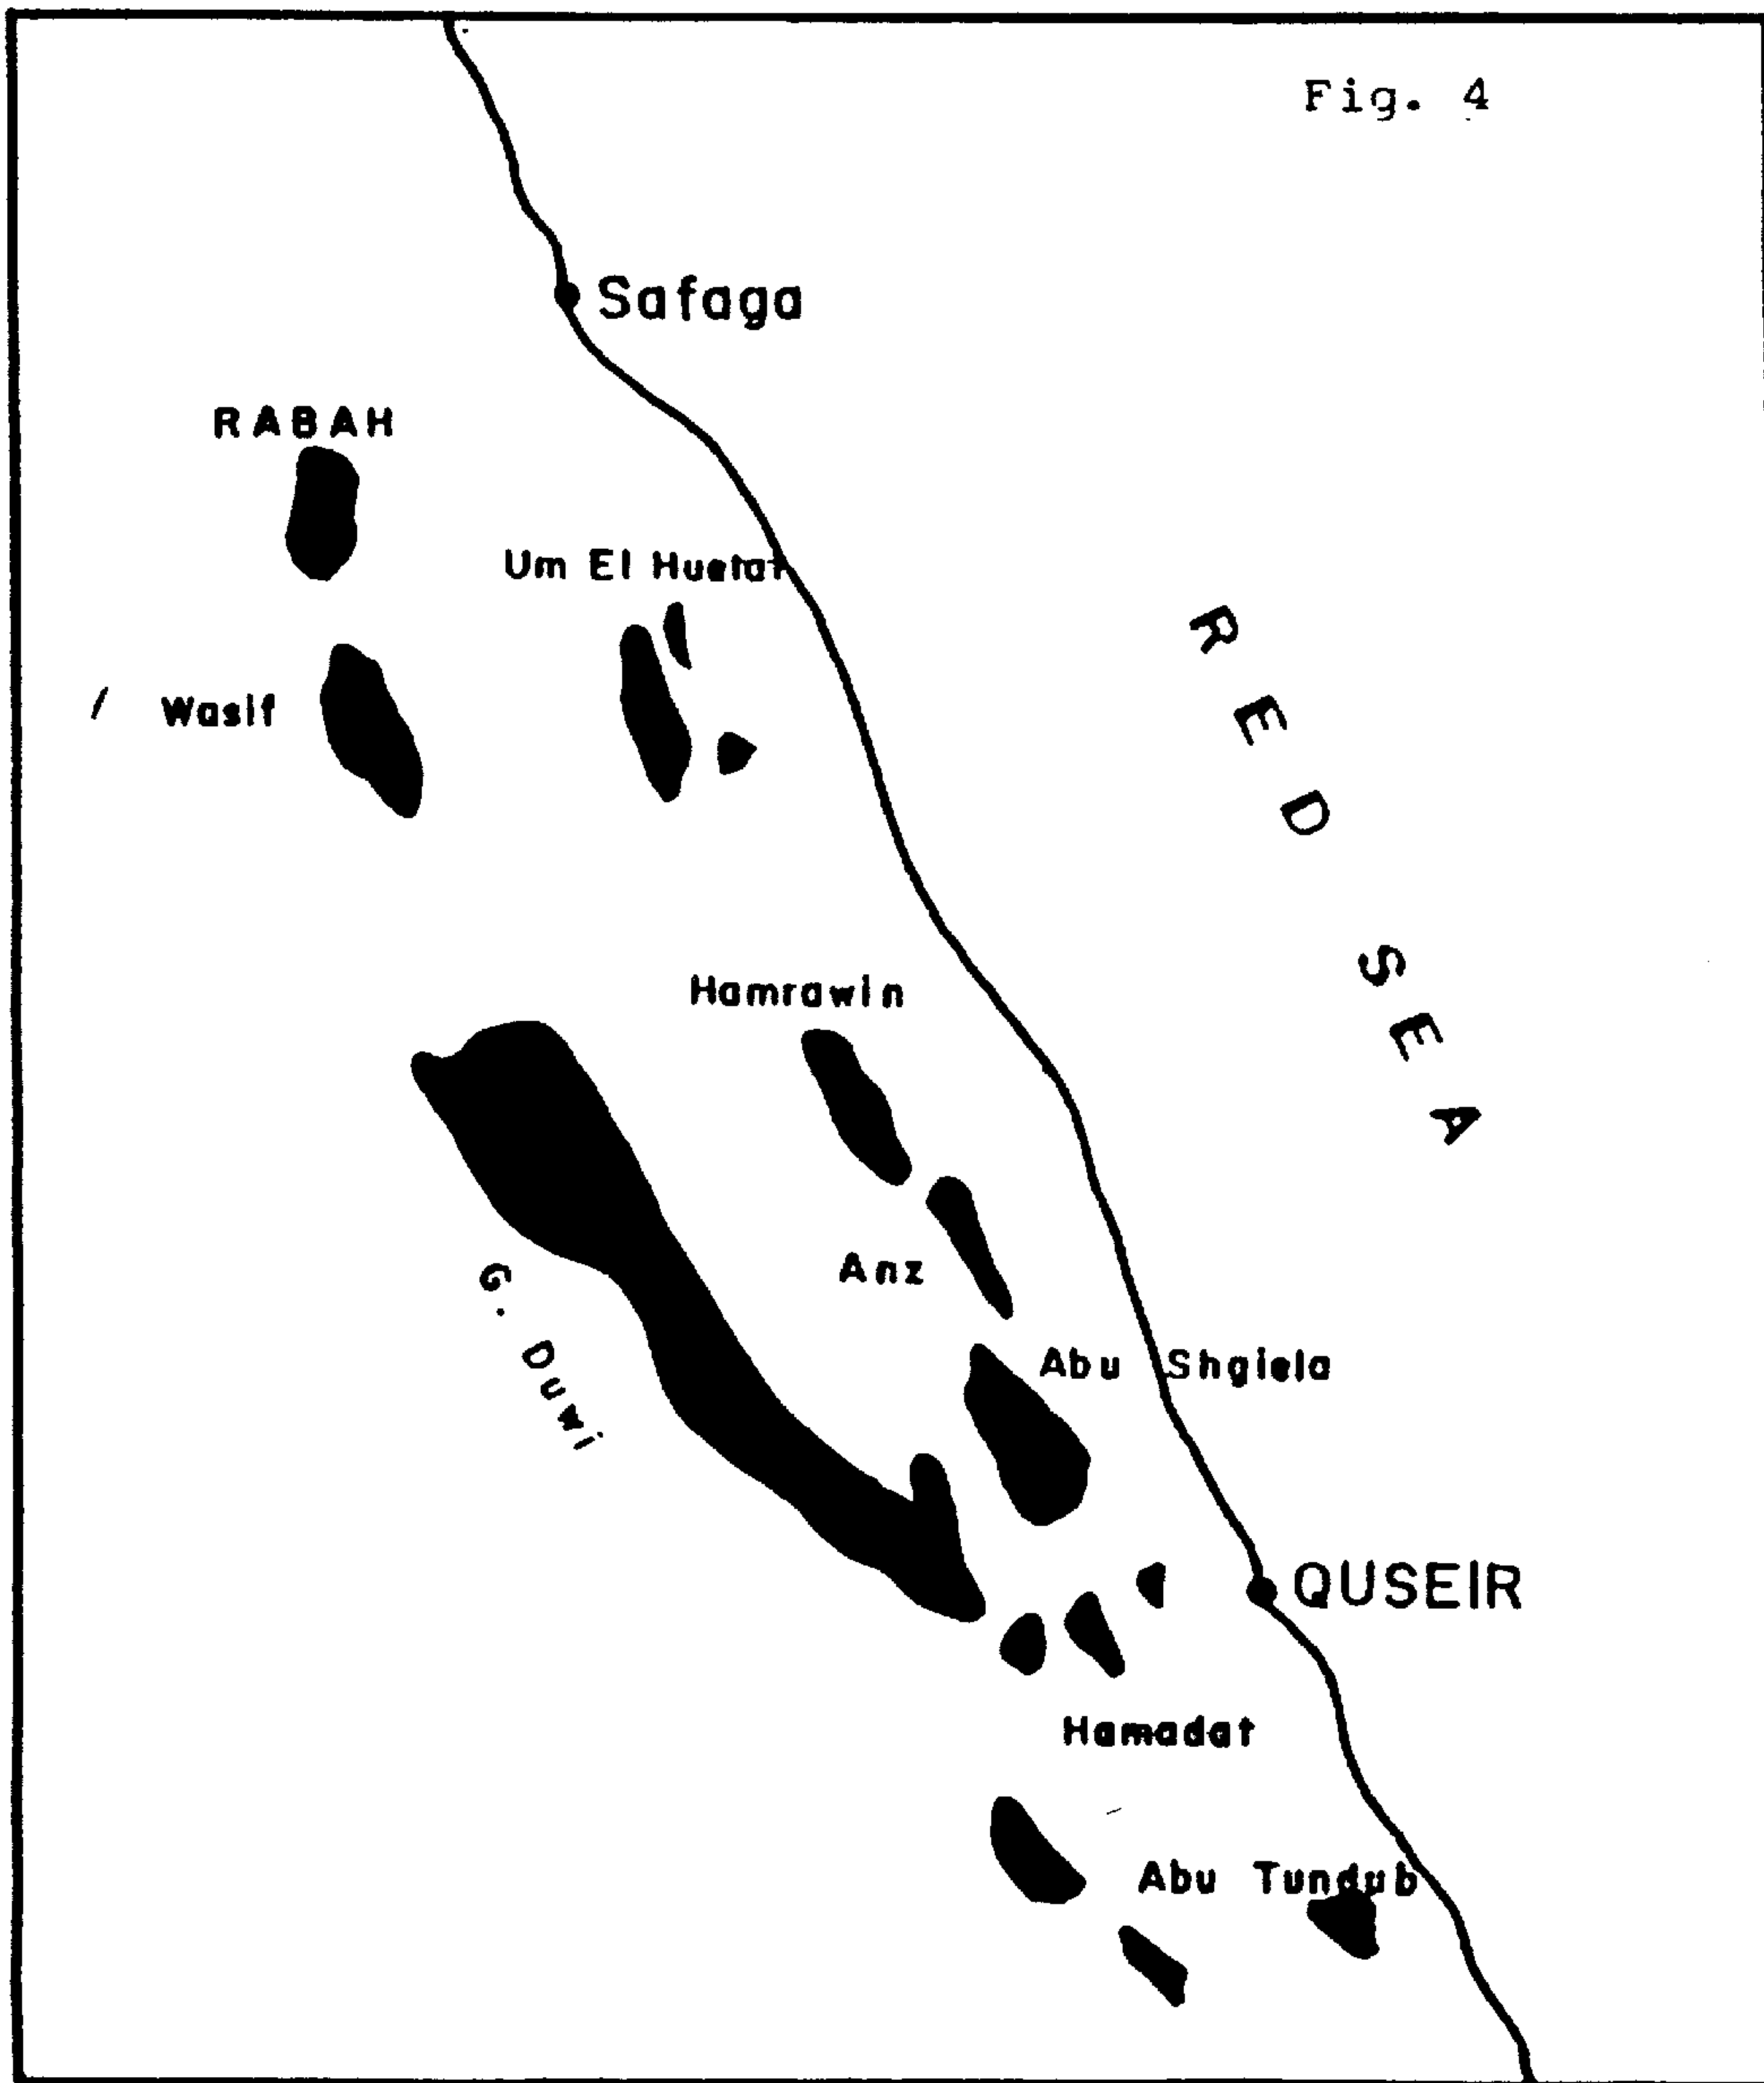 Fig. 4
Safaga
RABAH
Um El Huetat
Wasif
RED SEA
Hamrawin
Anz
G. Duwi
Abu Shgiela
QUSEIR
Hamadat
Abu Tundub